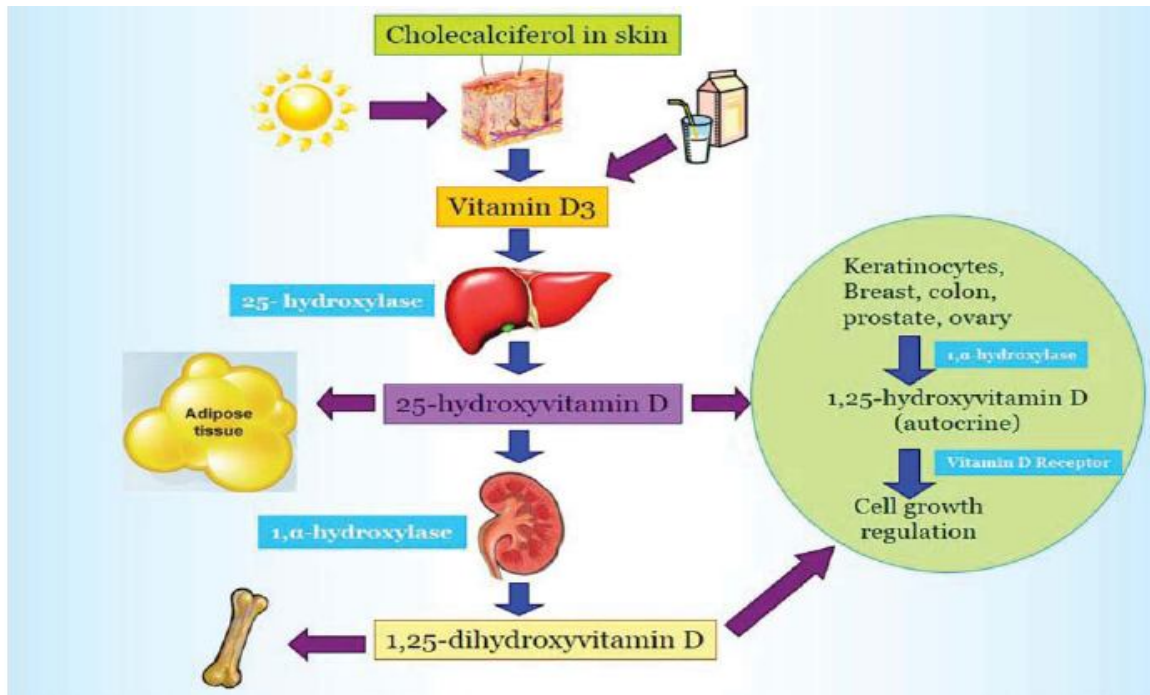 Cholecalciferol in skin
Vitamin D3
25- hydroxylase
Adipose
tissue
25-hydroxyvitamin D
1,α-hydroxylase
1,25-dihydroxyvitamin D
Keratinocytes,
Breast, colon,
prostate, ovary
1,α-hydroxylase
1,25-hydroxyvitamin D
(autocrine)
Vitamin D Receptor
Cell growth
regulation